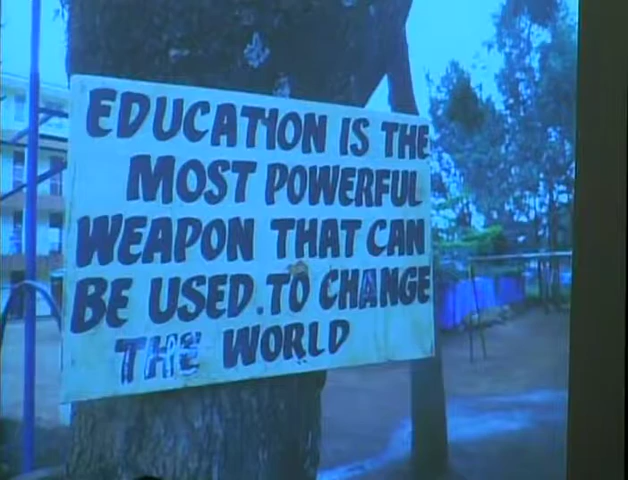 EDUCATION IS THE
MOST POWERFUL
WEAPON THAT CAN
BE USED.TO CHANGE
THE WORLD